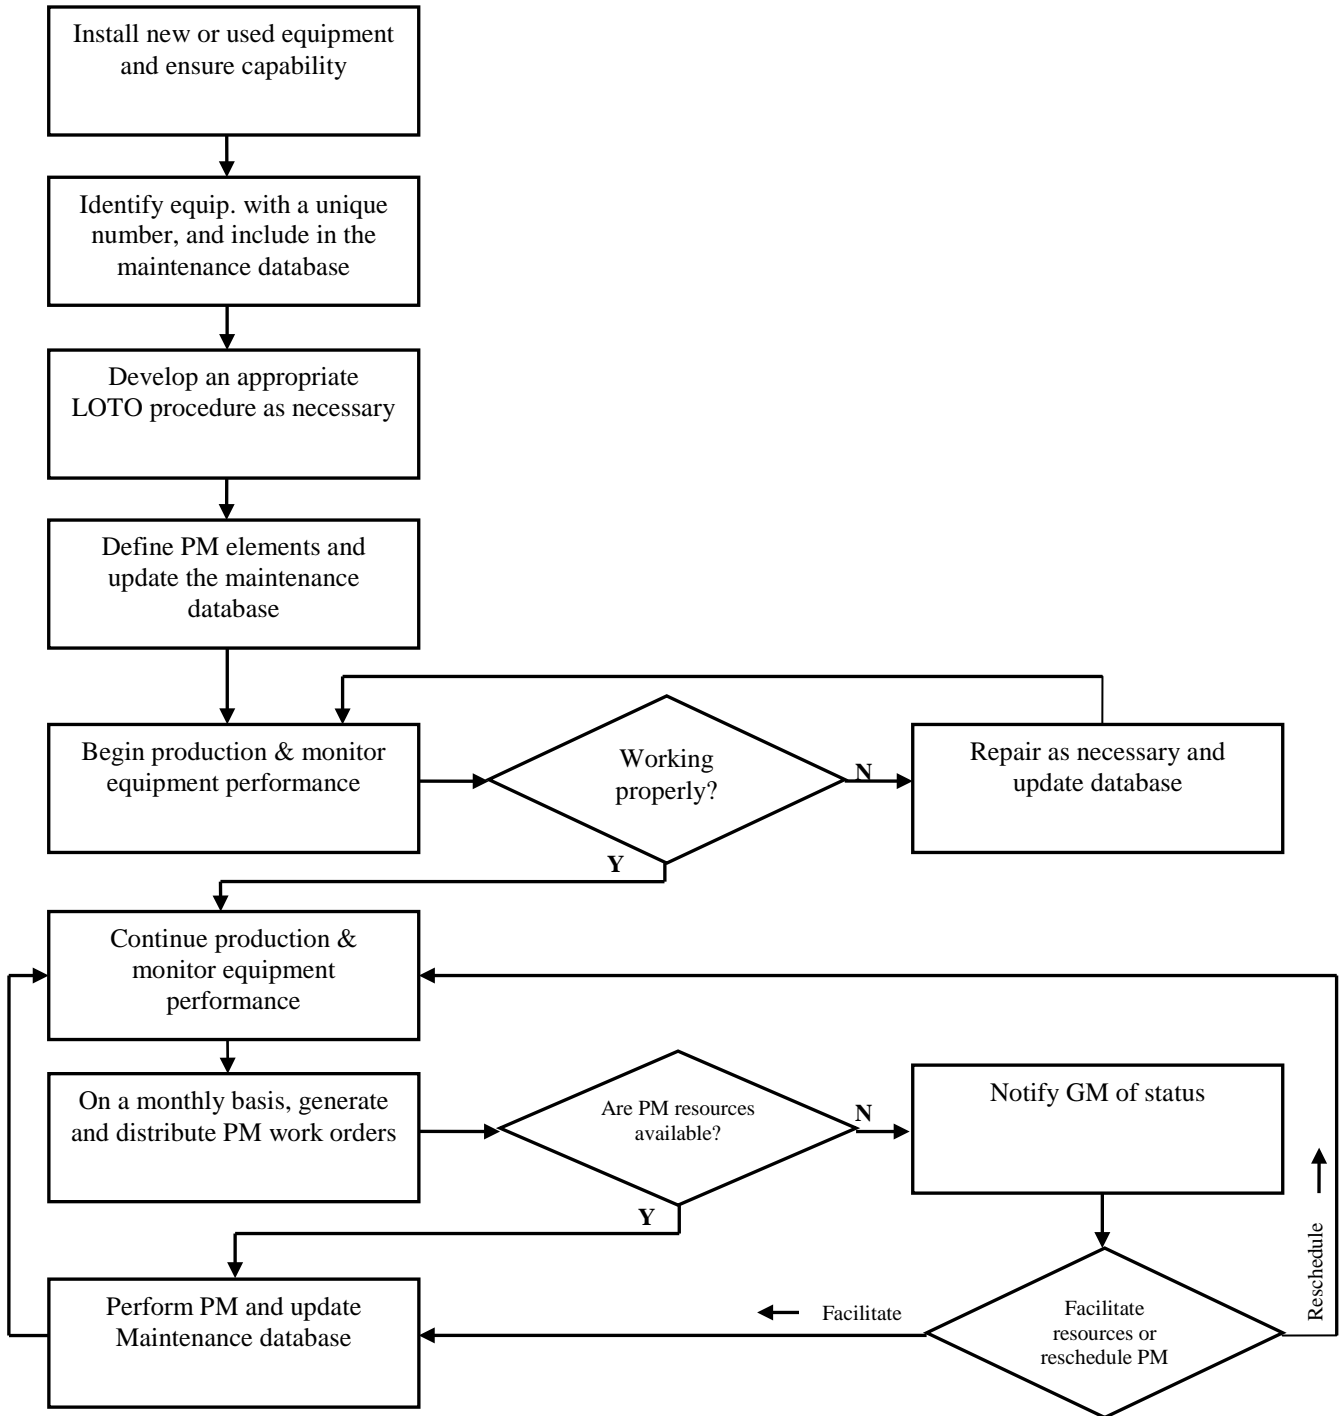 Install new or used equipment
and ensure capability
Identify equip. with a unique
number, and include in the
maintenance database
Develop an appropriate
LOTO procedure as necessary
Define PM elements and
update the maintenance
database
Begin production & monitor
equipment performance
Working
properly?
N
Repair as necessary and
update database
Y
Continue production &
monitor equipment
performance
On a monthly basis, generate
and distribute PM work orders
Are PM resources
available?
N
Notify GM of status
Y
Perform PM and update
Maintenance database
Facilitate
Facilitate
resources or
reschedule PM
Reschedule